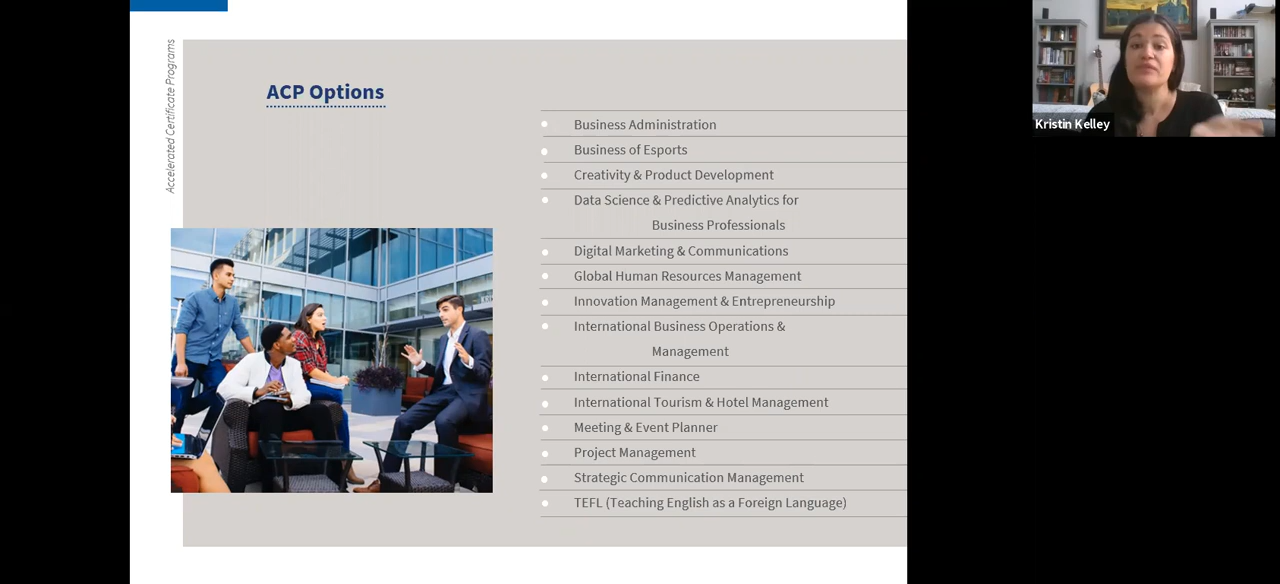 Accelerated Certificate Programs
ACP Options
Business Administration
Business of Esports
Creativity & Product Development
Data Science & Predictive Analytics for
Business Professionals
Digital Marketing & Communications
Global Human Resources Management
Innovation Management & Entrepreneurship
International Business Operations &
Management
International Finance
International Tourism & Hotel Management
Meeting & Event Planner
Project Management
Strategic Communication Management
TEFL (Teaching English as a Foreign Language)
Kristin Kelley